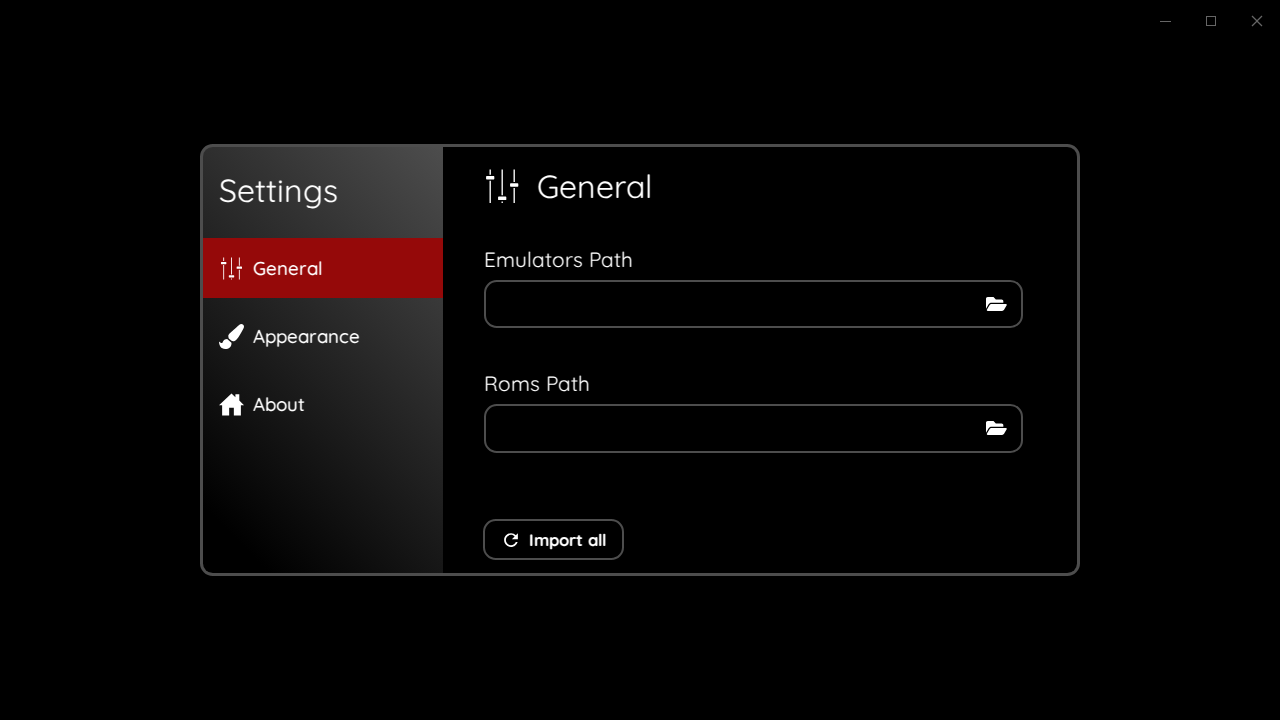 Settings
General
Appearance
About
General
Emulators Path
Roms Path
Import all